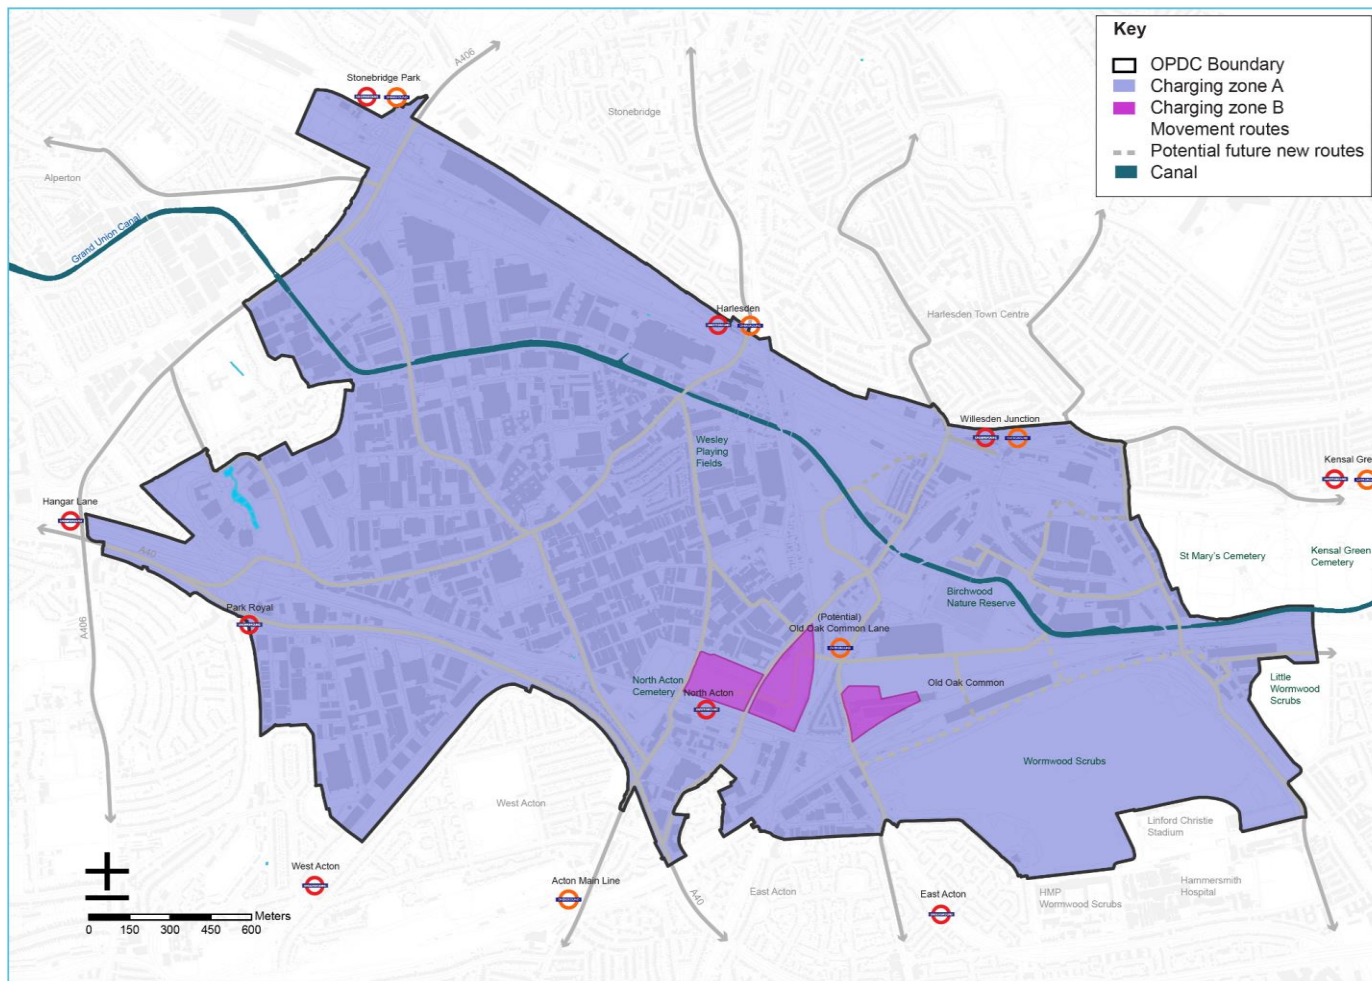 Key
OPDC Boundary
Charging zone A
Charging zone B
Movement routes
Potential future new routes
Canal
A406
Stonebridge Park
Stonebridge
Alperton
Grand Union Canal
Harlesden
Harlesden Town Centre
Willesden Junction
Wesley
Playing
Fields
Kensal Gre
Hangar Lane
A40
St Mary's Cemetery
Kensal Green
Cemetery
Birchwood
Nature Reserve
Park Royal
A406
(Potential)
Old Oak Common Lane
North Acton
Cemetery
North Acton
Old Oak Common
Little
Wormwood
Scrubs
Wormwood Scrubs
West Acton
Linford Christie
Stadium
West Acton
Acton Main Line
A40
East Acton
East Acton
HMP
Wormwood Scrubs
Hammersmith
Hospital
Meters
0 150 300 450 600